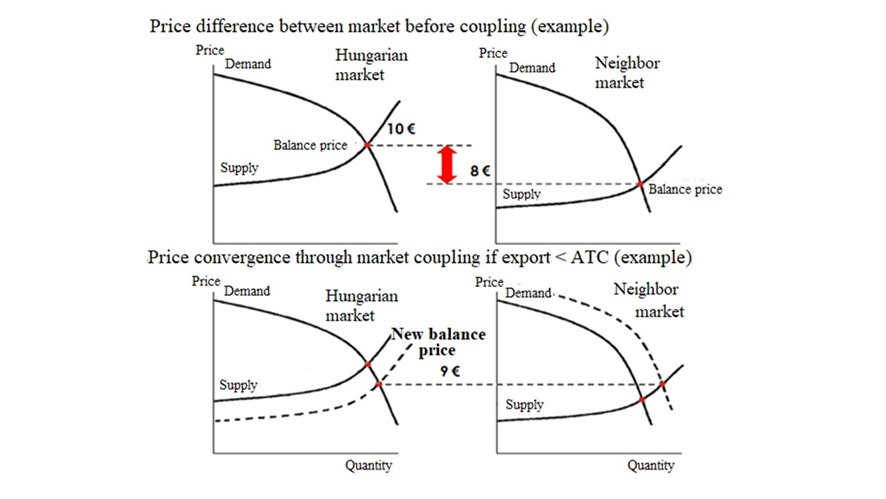 Price difference between market before coupling (example)
Price
Demand
Hungarian
market
10 €
Balance price
Supply
Price
Demand
Neighbor
market
8 €
Supply
Balance price
Price convergence through market coupling if export < ATC (example)
Price
Demand
Hungarian
market
New balance
price
9 €
Supply
Quantity
Price
Demand
Neighbor
market
Supply
Quantity